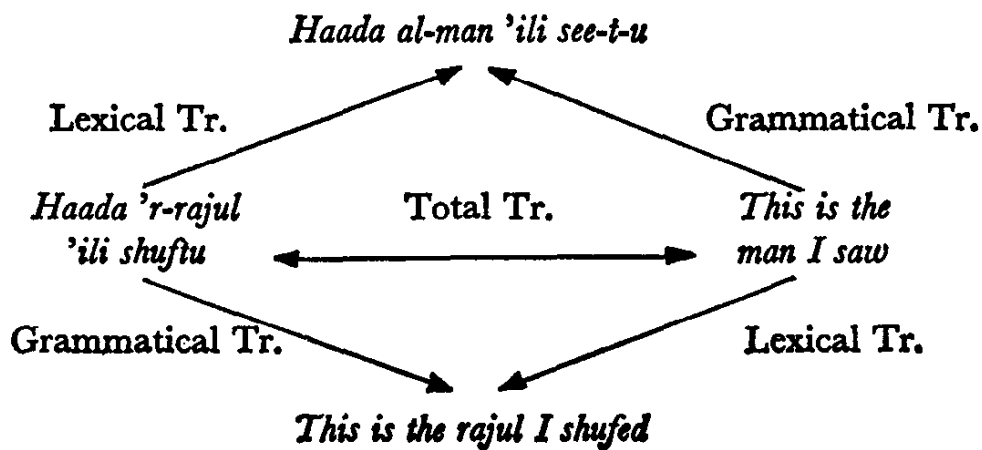 Haada al-man 'ili see-t-u
Lexical Tr.
Grammatical Tr.
Haada 'r-rajul
'ili shuftu
Total Tr.
This is the
man I saw
Grammatical Tr.
Lexical Tr.
This is the rajul I shufed